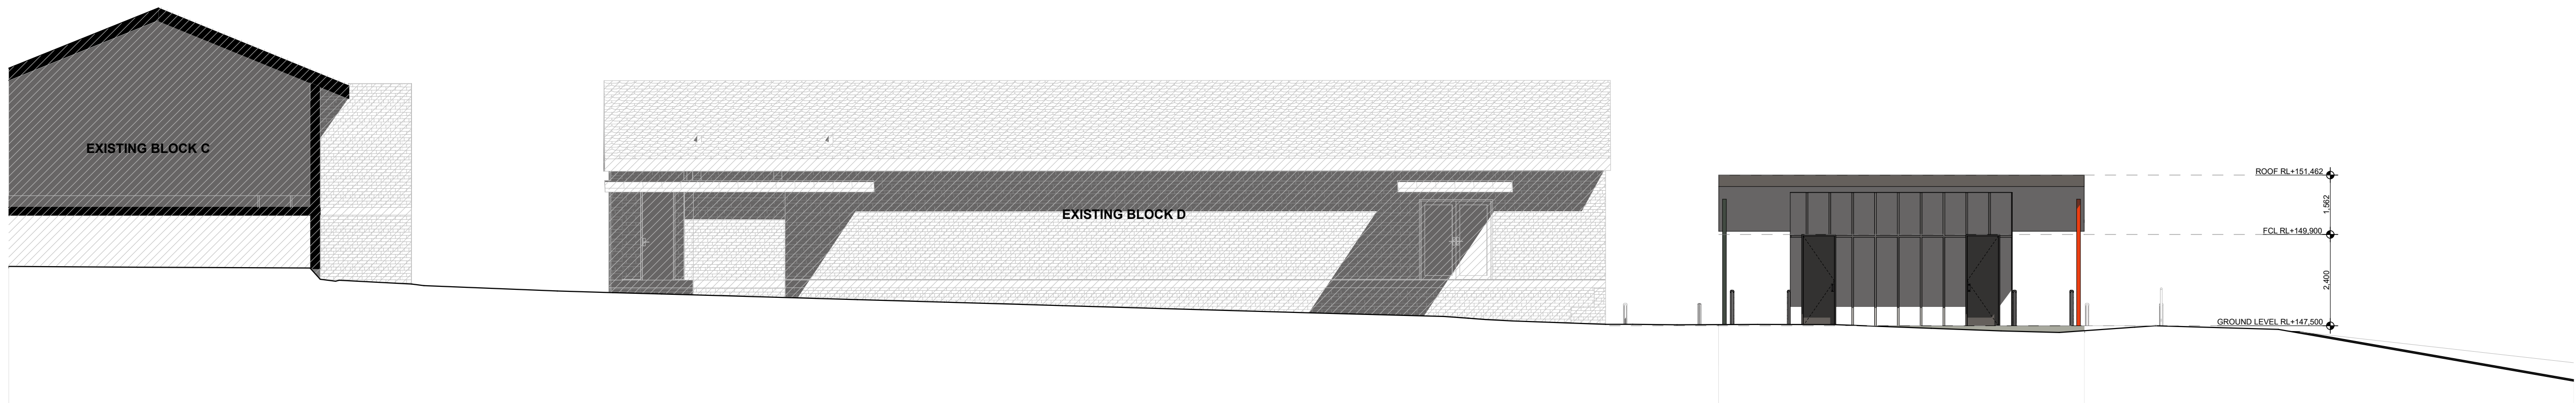 EXISTING BLOCK C
EXISTING BLOCK D
ROOF RL+151,462
1,562
FCL RL+149,900
2,400
GROUND LEVEL RL+147,500